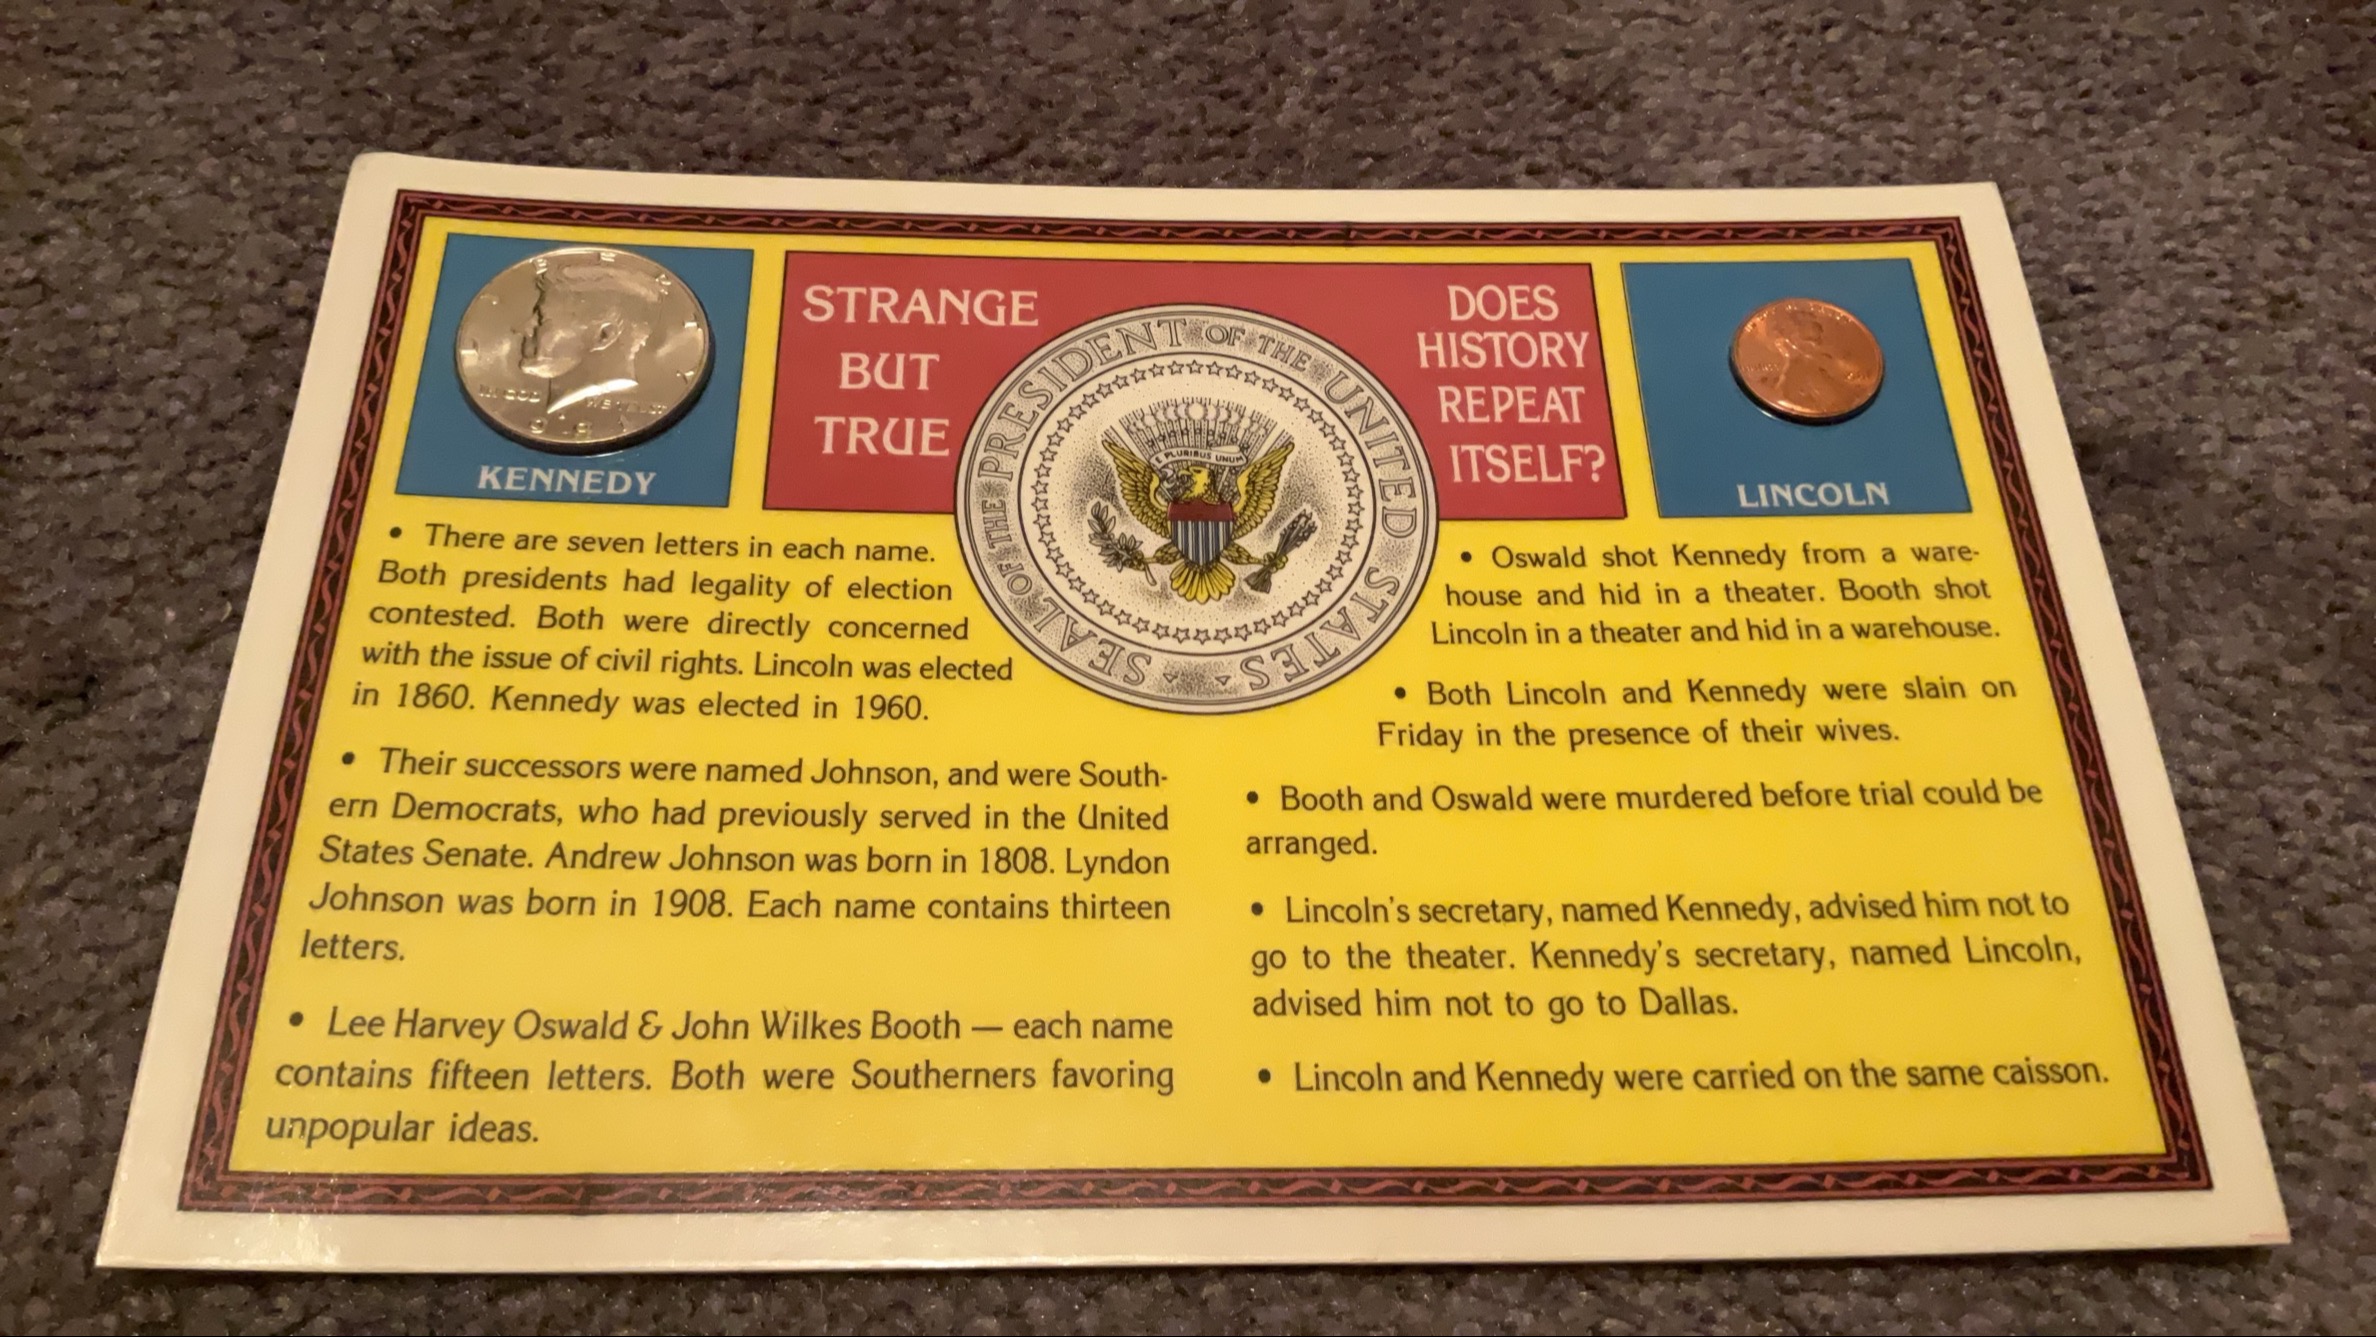 KENNEDY
STRANGE
BUT
TRUE
SEAL OF THE PRESIDENT OF THE UNITED STATES
E PLURIBUS UNUM
DOES
HISTORY
REPEAT
ITSELF?
LINCOLN
IN GOD WE TRUST
• There are seven letters in each name.
Both presidents had legality of election
contested. Both were directly concerned
with the issue of civil rights. Lincoln was elected
in 1860. Kennedy was elected in 1960.
• Their successors were named Johnson, and were South-
ern Democrats, who had previously served in the United
States Senate. Andrew Johnson was born in 1808. Lyndon
Johnson was born in 1908. Each name contains thirteen
letters.
• Lee Harvey Oswald & John Wilkes Booth — each name
contains fifteen letters. Both were Southerners favoring
unpopular ideas.
• Oswald shot Kennedy from a ware-
house and hid in a theater. Booth shot
Lincoln in a theater and hid in a warehouse.
• Both Lincoln and Kennedy were slain on
Friday in the presence of their wives.
• Booth and Oswald were murdered before trial could be
arranged.
• Lincoln's secretary, named Kennedy, advised him not to
go to the theater. Kennedy's secretary, named Lincoln,
advised him not to go to Dallas.
• Lincoln and Kennedy were carried on the same caisson.